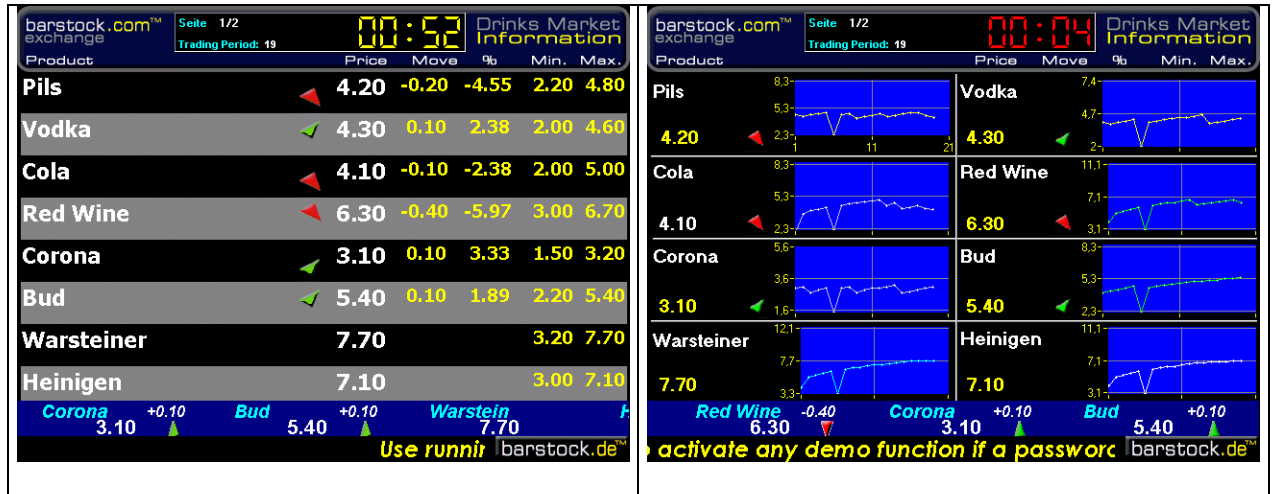 barstock.com™
exchange
Seite 1/2
Trading Period: 19
00:52
Drinks Market
Information
Product Price Move % Min. Max.
Pils 4.20 -0.20 -4.55 2.20 4.80
Vodka 4.30 0.10 2.38 2.00 4.60
Cola 4.10 -0.10 -2.38 2.00 5.00
Red Wine 6.30 -0.40 -5.97 3.00 6.70
Corona 3.10 0.10 3.33 1.50 3.20
Bud 5.40 0.10 1.89 2.20 5.40
Warsteiner 7.70 3.20 7.70
Heinigen 7.10 3.00 7.10
Corona +0.10 Bud +0.10 Warstein
3.10 5.40 7.70
Use runnir barstock.de™
barstock.com™
exchange
Seite 1/2
Trading Period: 19
00:04
Drinks Market
Information
Product Price Move % Min. Max.
Pils
4.20
8,3
5,3
2,3
1 11 21
Vodka
4.30
7,4
4,7
2
Cola
4.10
8,3
5,3
2,3
Red Wine
6.30
11,1
7,1
3,1
Corona
3.10
5,6
3,6
1,6
Bud
5.40
8,3
5,3
2,3
Warsteiner
7.70
12,1
7,7
3,3
Heinigen
7.10
11,1
7,1
3,1
Red Wine -0.40 Corona +0.10 Bud +0.10
6.30 3.10 5.40
activate any demo function if a passworc barstock.de™